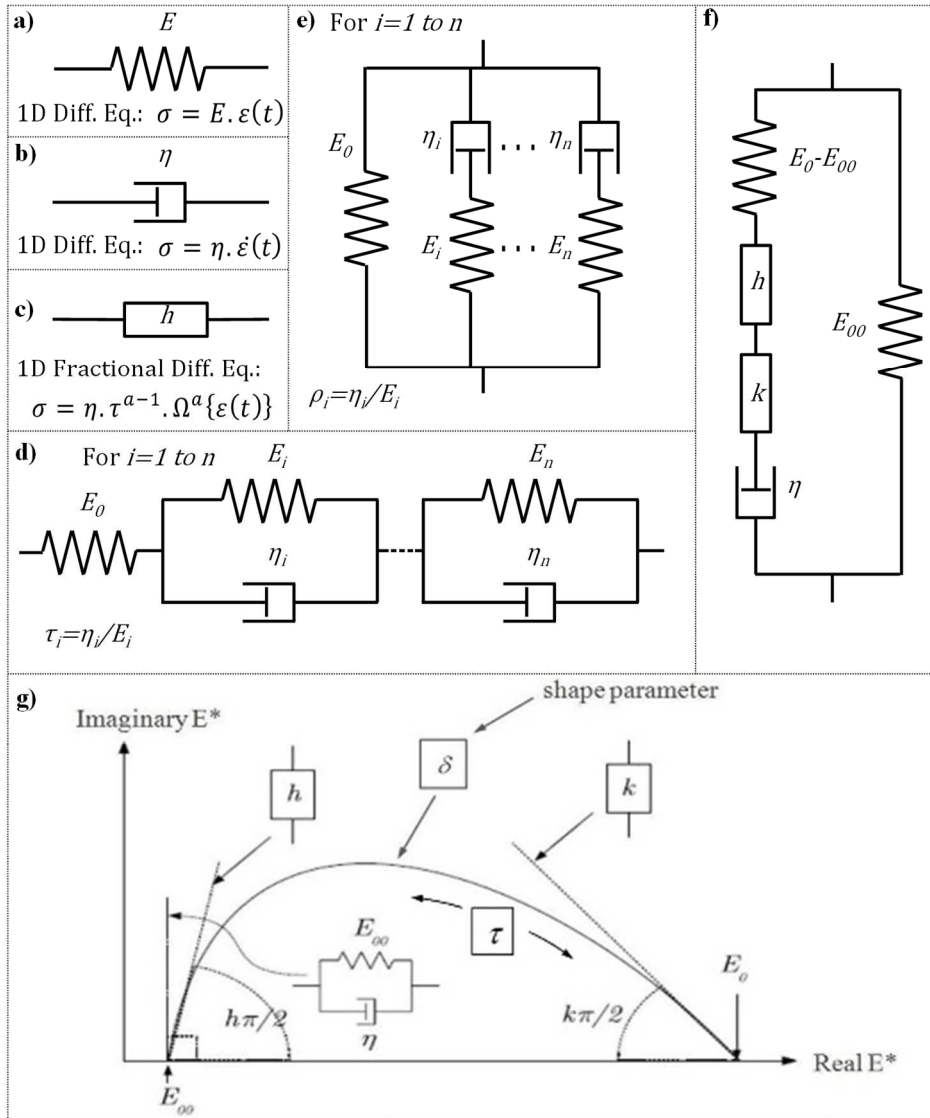 a)
E
1D Diff. Eq.: σ = E.ε(t)
b)
η
1D Diff. Eq.: σ = η.ε̇(t)
c)
h
1D Fractional Diff. Eq.:
σ = η.τᵃ⁻¹.Ωᵃ{ε(t)}
e) For i=1 to n
E₀
ηᵢ
ηₙ
Eᵢ
Eₙ
ρᵢ=ηᵢ/Eᵢ
f)
E₀-E₀₀
h
k
η
E₀₀
d) For i=1 to n
E₀
Eᵢ
Eₙ
ηᵢ
ηₙ
τᵢ=ηᵢ/Eᵢ
g)
shape parameter
Imaginary E*
h
δ
k
τ
E₀₀
η
hπ/2
kπ/2
E₀
Real E*
E₀₀